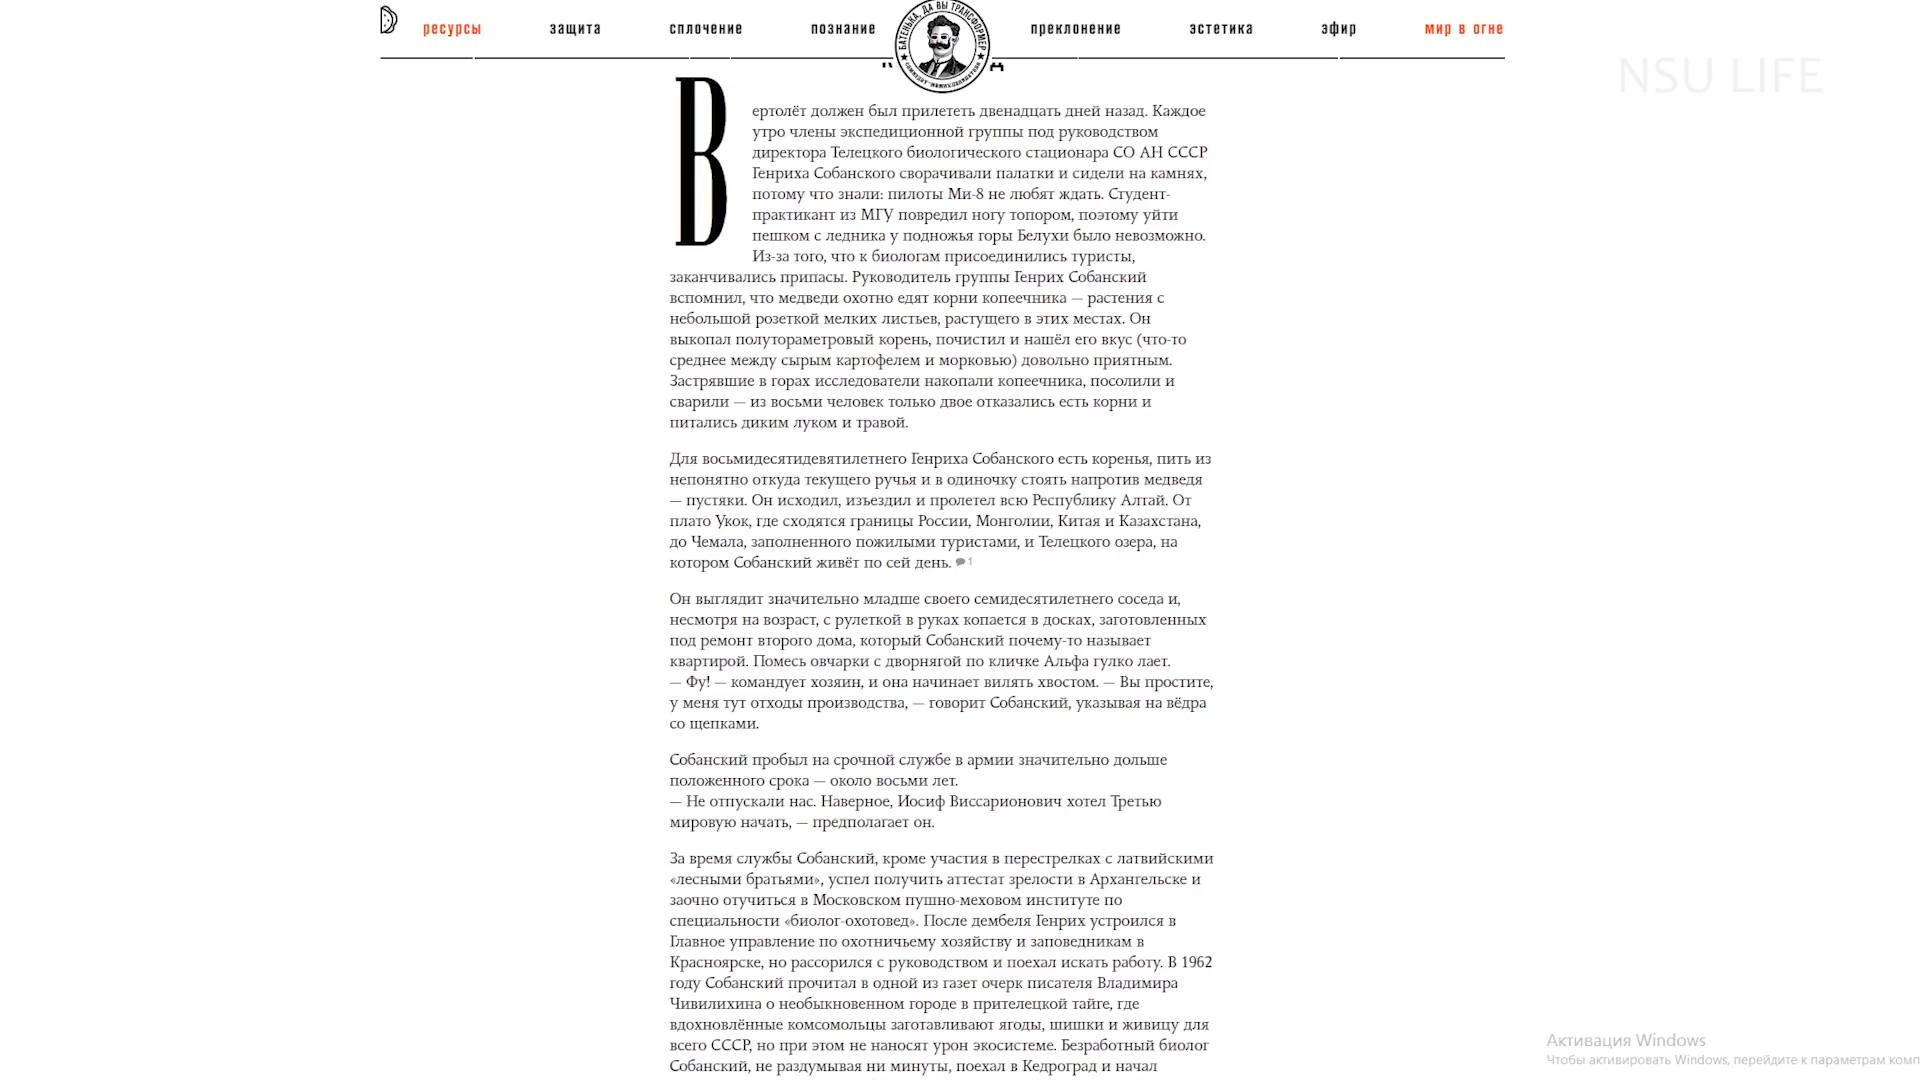 ресурсы защита сплочение познание преклонение эстетика эфир мир в огне
БАТЕНЬКА, ДА ВЫ ТРАНСФОРМЕР
NSU LIFE
Вертолёт должен был прилететь двенадцать дней назад. Каждое
утро члены экспедиционной группы под руководством
директора Телецкого биологического стационара СО АН СССР
Генриха Собанского сворачивали палатки и сидели на камнях,
потому что знали: пилоты Ми-8 не любят ждать. Студент-
практикант из МГУ повредил ногу топором, поэтому уйти
пешком с ледника у подножья горы Белухи было невозможно.
Из-за того, что к биологам присоединились туристы,
заканчивались припасы. Руководитель группы Генрих Собанский
вспомнил, что медведи охотно едят корни копеечника — растения с
небольшой розеткой мелких листьев, растущего в этих местах. Он
выкопал полутораметровый корень, почистил и нашёл его вкус (что-то
среднее между сырым картофелем и морковью) довольно приятным.
Застрявшие в горах исследователи накопали копеечника, посолили и
сварили — из восьми человек только двое отказались есть корни и
питались диким луком и травой.
Для восьмидесятидевятилетнего Генриха Собанского есть коренья, пить из
непонятно откуда текущего ручья и в одиночку стоять напротив медведя
— пустяки. Он исходил, изъездил и пролетел всю Республику Алтай. От
плато Укок, где сходятся границы России, Монголии, Китая и Казахстана,
до Чемала, заполненного пожилыми туристами, и Телецкого озера, на
котором Собанский живёт по сей день. 1
Он выглядит значительно младше своего семидесятилетнего соседа и,
несмотря на возраст, с рулеткой в руках копается в досках, заготовленных
под ремонт второго дома, который Собанский почему-то называет
квартирой. Помесь овчарки с дворнягой по кличке Альфа гулко лает.
— Фу! — командует хозяин, и она начинает вилять хвостом. — Вы простите,
у меня тут отходы производства, — говорит Собанский, указывая на вёдра
со щепками.
Собанский пробыл на срочной службе в армии значительно дольше
положенного срока — около восьми лет.
— Не отпускали нас. Наверное, Иосиф Виссарионович хотел Третью
мировую начать, — предполагает он.
За время службы Собанский, кроме участия в перестрелках с латвийскими
«лесными братьями», успел получить аттестат зрелости в Архангельске и
заочно отучиться в Московском пушно-меховом институте по
специальности «биолог-охотовед». После дембеля Генрих устроился в
Главное управление по охотничьему хозяйству и заповедникам в
Красноярске, но рассорился с руководством и поехал искать работу. В 1962
году Собанский прочитал в одной из газет очерк писателя Владимира
Чивилихина о необыкновенном городе в прителецкой тайге, где
вдохновлённые комсомольцы заготавливают ягоды, шишки и живицу для
всего СССР, но при этом не наносят урон экосистеме. Безработный биолог
Собанский, не раздумывая ни минуты, поехал в Кедроград и начал
Активация Windows
Чтобы активировать Windows, перейдите к параметрам комп